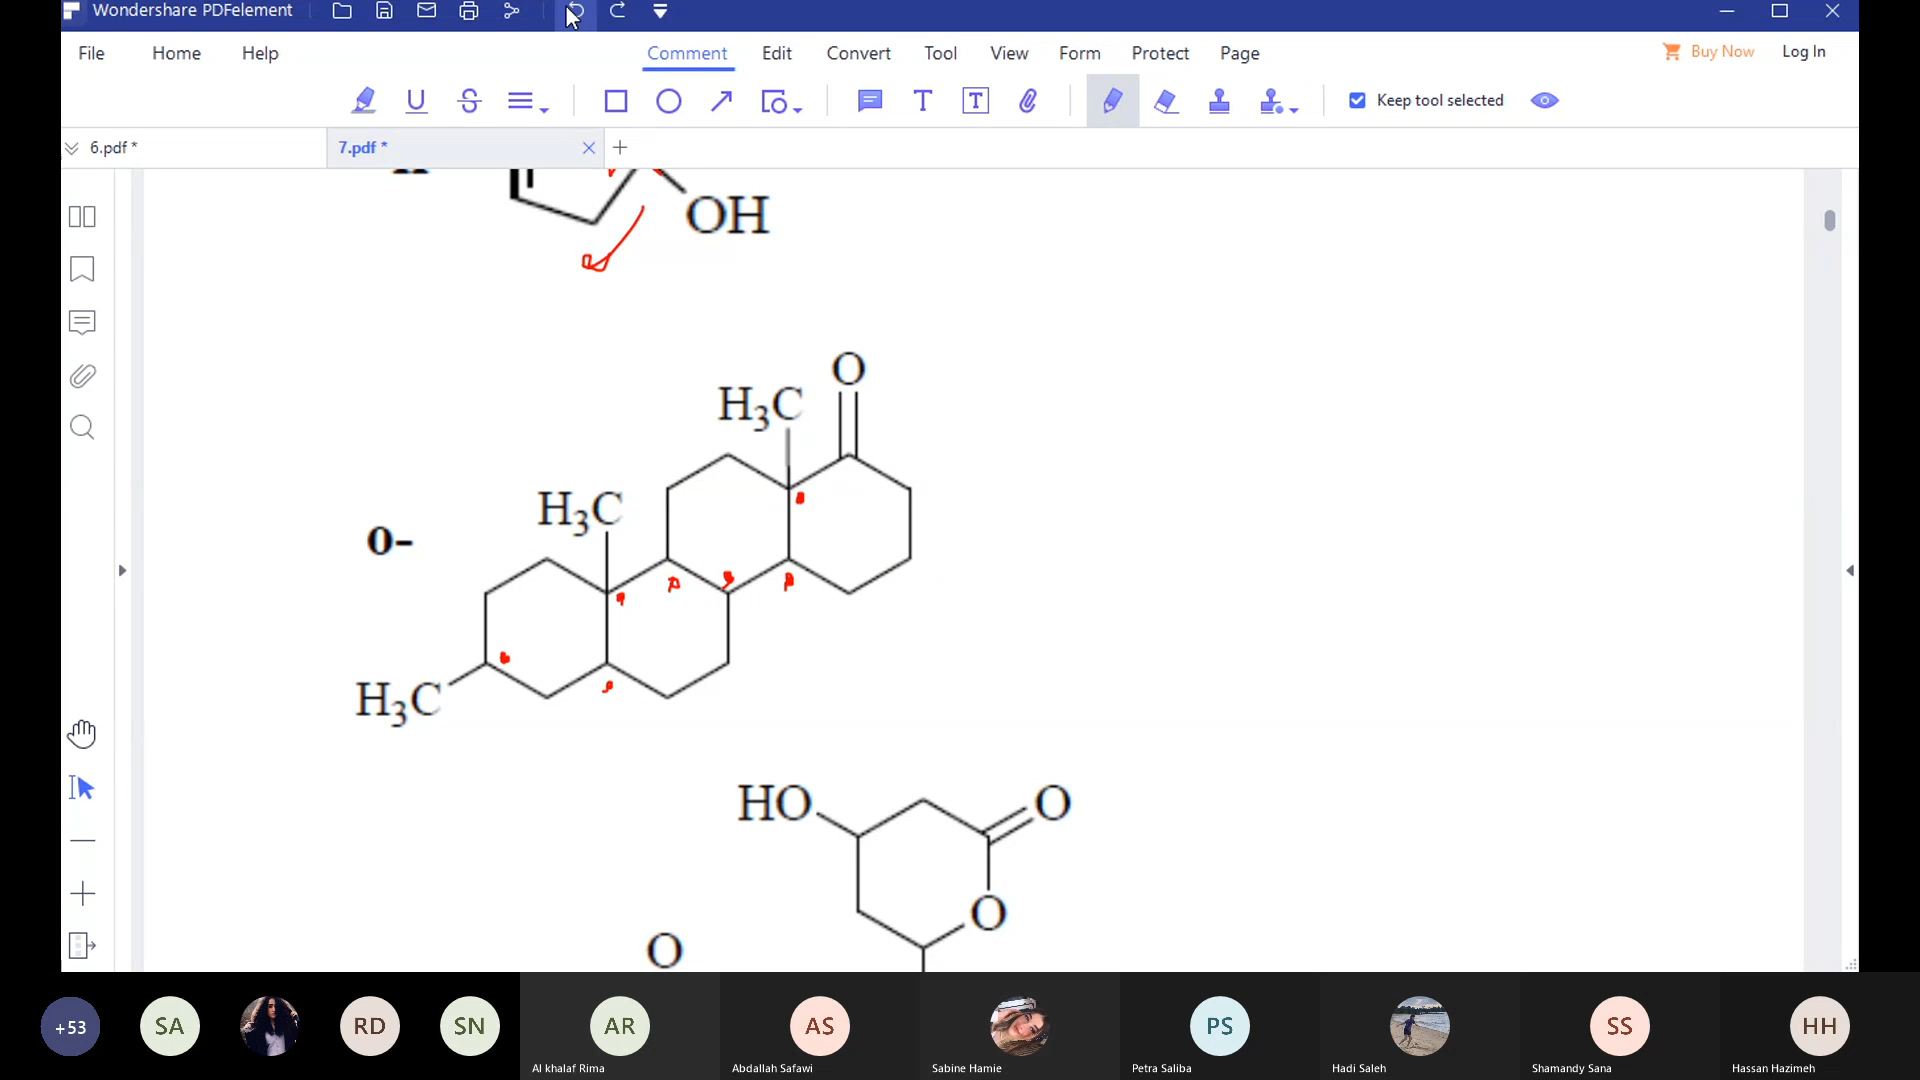 Wondershare PDFelement
File Home Help Comment Edit Convert Tool View Form Protect Page Buy Now Log In
Keep tool selected
6.pdf *
7.pdf *
OH
O
H₃C
H₃C
o-
H₃C
HO
O
O
O
+53 SA RD SN AR AS PS SS HH
Al khalaf Rima
Abdallah Safawi
Sabine Hamie
Petra Saliba
Hadi Saleh
Shamandy Sana
Hassan Hazimeh